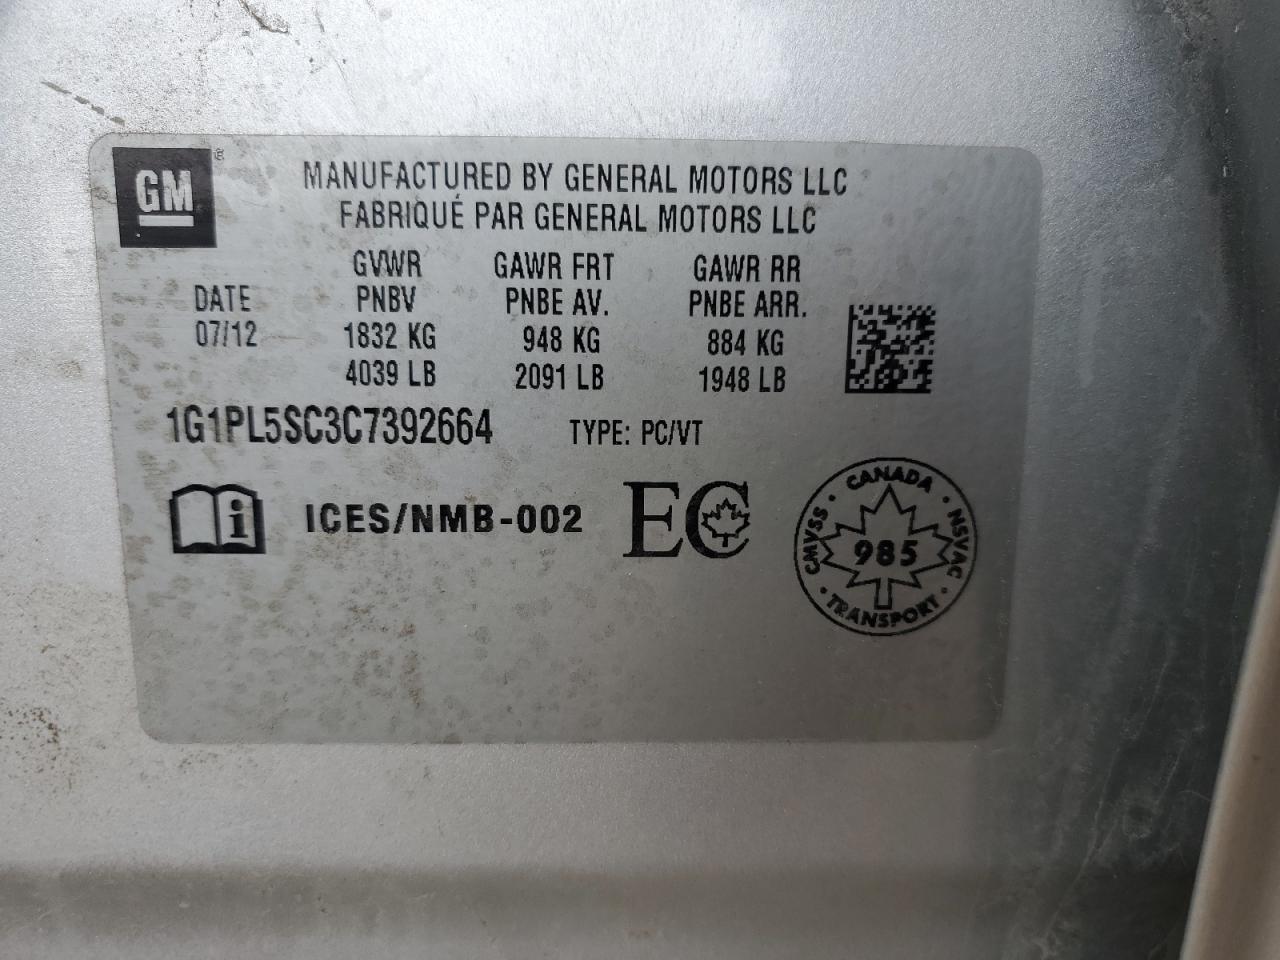 GM
MANUFACTURED BY GENERAL MOTORS LLC
FABRIQUÉ PAR GENERAL MOTORS LLC
GVWR GAWR FRT GAWR RR
DATE PNBV PNBE AV. PNBE ARR.
07/12 1832 KG 948 KG 884 KG
4039 LB 2091 LB 1948 LB
1G1PL5SC3C7392664 TYPE: PC/VT
i ICES/NMB-002 EC
CANADA
CMVSS 985 NSVAC
TRANSPORT